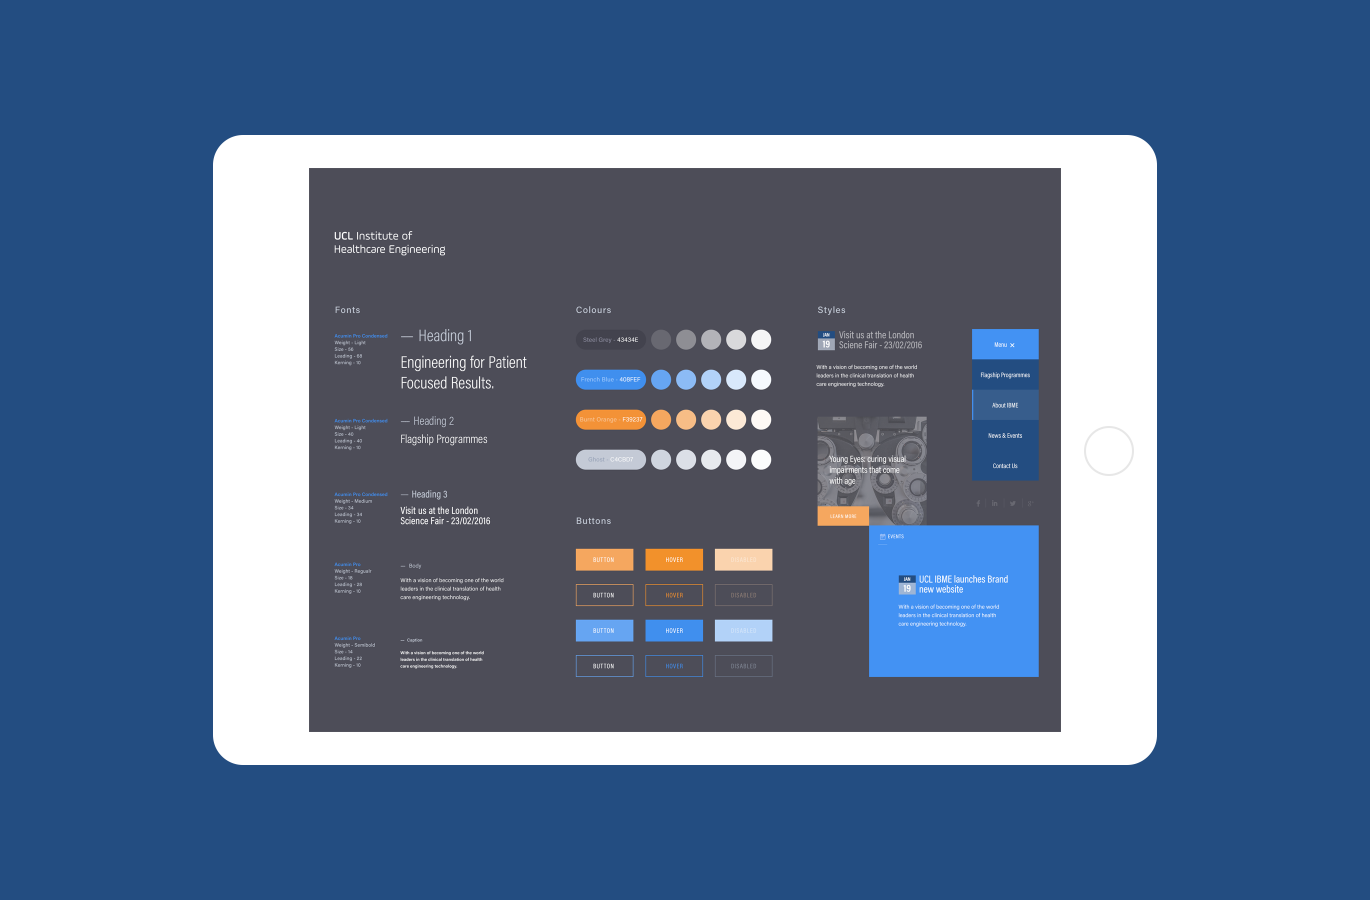 UCL Institute of
Healthcare Engineering
Fonts
Acumin Pro Condensed
Weight - Light
Size - 56
Leading - 68
Kerning - 10
— Heading 1
Engineering for Patient
Focused Results.
Acumin Pro Condensed
Weight - Light
Size - 40
Leading - 40
Kerning - 10
— Heading 2
Flagship Programmes
Acumin Pro Condensed
Weight - Medium
Size - 34
Leading - 34
Kerning - 10
— Heading 3
Visit us at the London
Science Fair - 23/02/2016
Acumin Pro
Size - 18
Leading - 28
Kerning - 10
— Body
With a vision of becoming one of the world
leaders in the clinical translation of health
care engineering technology.
Acumin Pro
Weight - Semibold
Size - 14
Leading - 22
Kerning - 10
— Caption
With a vision of becoming one of the world
leaders in the clinical translation of health
care engineering technology.
Colours
Steel Grey - 43434E
French Blue - 408FEF
Burnt Orange - F39237
Ghost - C4C9D7
Buttons
BUTTON HOVER DISABLED
BUTTON HOVER DISABLED
BUTTON HOVER DISABLED
BUTTON HOVER DISABLED
Styles
JAN
19
Visit us at the London
Sciene Fair - 23/02/2016
With a vision of becoming one of the world
leaders in the clinical translation of health
care engineering technology.
Young Eyes: curing visual
impairments that come
with age
LEARN MORE
Menu ×
Flagship Programmes
About IBME
News & Events
Contact Us
EVENTS
JAN
19
UCL IBME launches Brand
new website
With a vision of becoming one of the world
leaders in the clinical translation of health
care engineering technology.